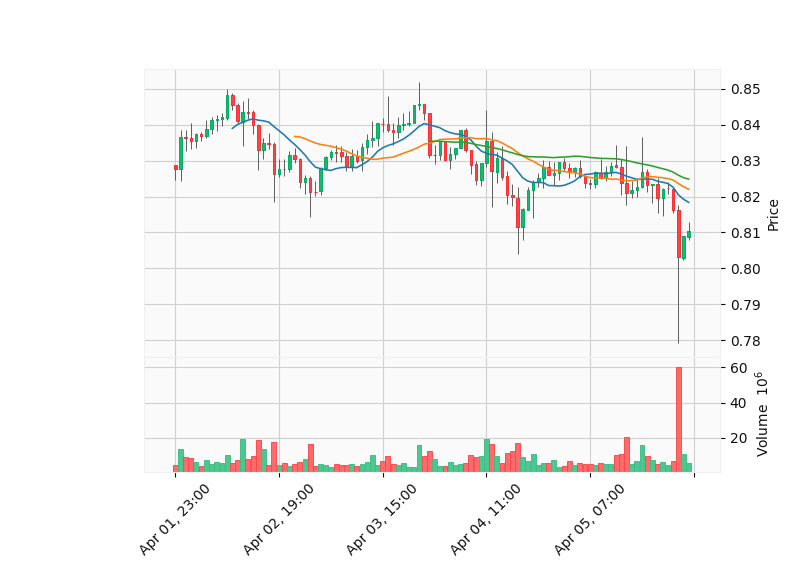 0.85
0.84
0.83
0.82
0.81
0.80
0.79
0.78
Price
60
40
20
Volume 10⁶
Apr 01, 23:00
Apr 02, 19:00
Apr 03, 15:00
Apr 04, 11:00
Apr 05, 07:00